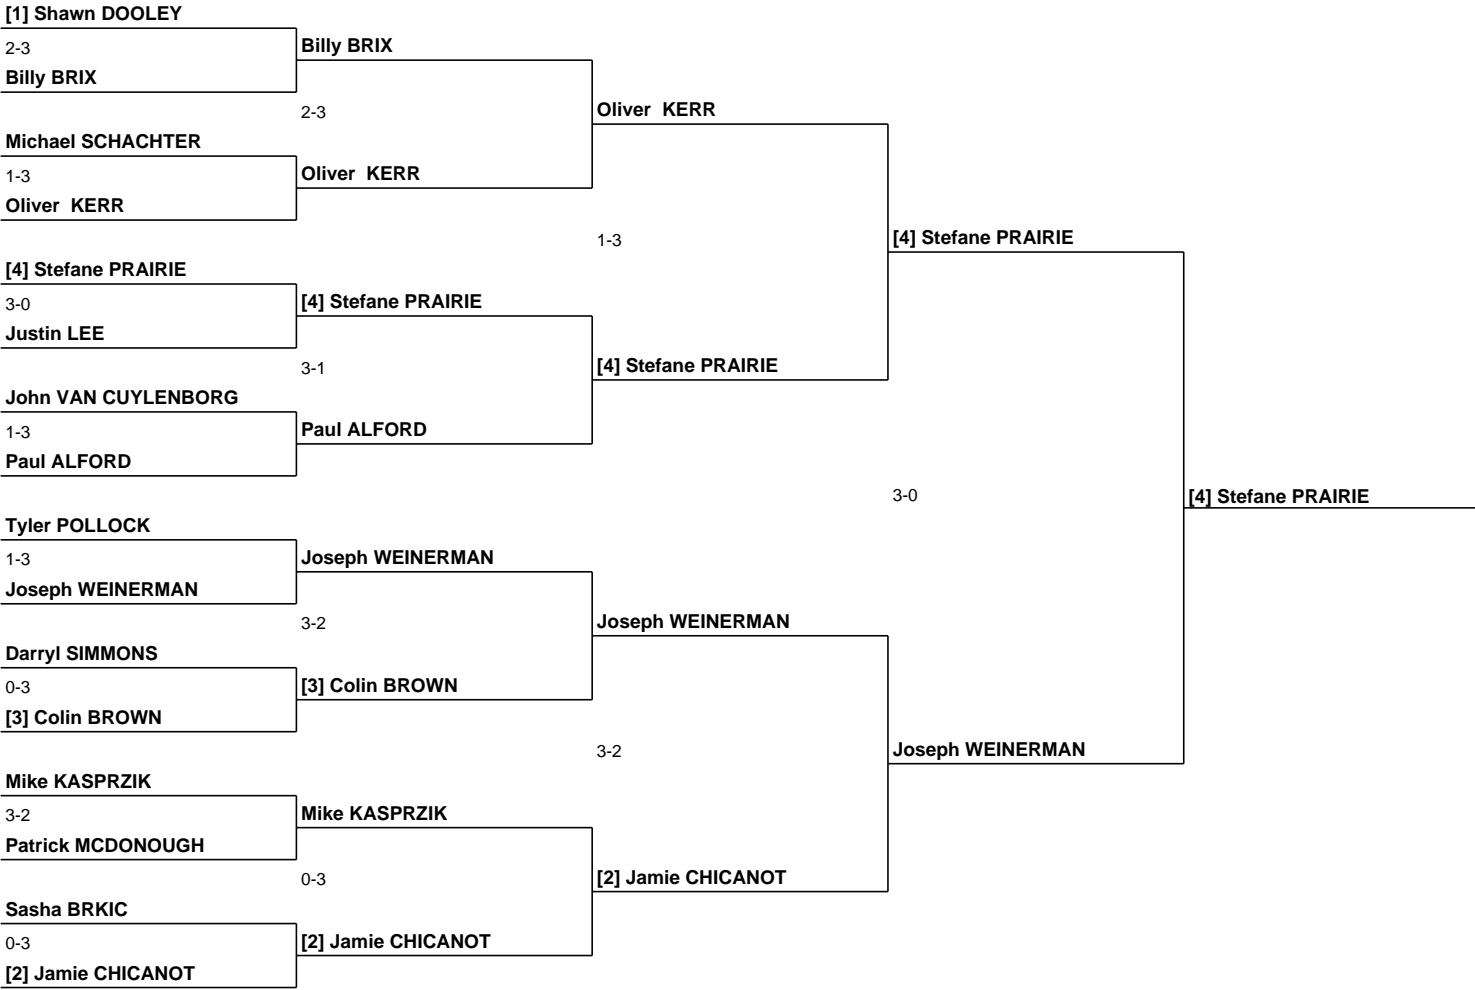 [1] Shawn DOOLEY
2-3
Billy BRIX
Michael SCHACHTER
1-3
Oliver  KERR
[4] Stefane PRAIRIE
3-0
Justin LEE
John VAN CUYLENBORG
1-3
Paul ALFORD
Tyler POLLOCK
1-3
Joseph WEINERMAN
Darryl SIMMONS
0-3
[3] Colin BROWN
Mike KASPRZIK
3-2
Patrick MCDONOUGH
Sasha BRKIC
0-3
[2] Jamie CHICANOT
Billy BRIX
2-3
Oliver  KERR
[4] Stefane PRAIRIE
3-1
Paul ALFORD
Joseph WEINERMAN
3-2
[3] Colin BROWN
Mike KASPRZIK
0-3
[2] Jamie CHICANOT
Oliver  KERR
1-3
[4] Stefane PRAIRIE
Joseph WEINERMAN
3-2
[2] Jamie CHICANOT
[4] Stefane PRAIRIE
3-0
Joseph WEINERMAN
[4] Stefane PRAIRIE